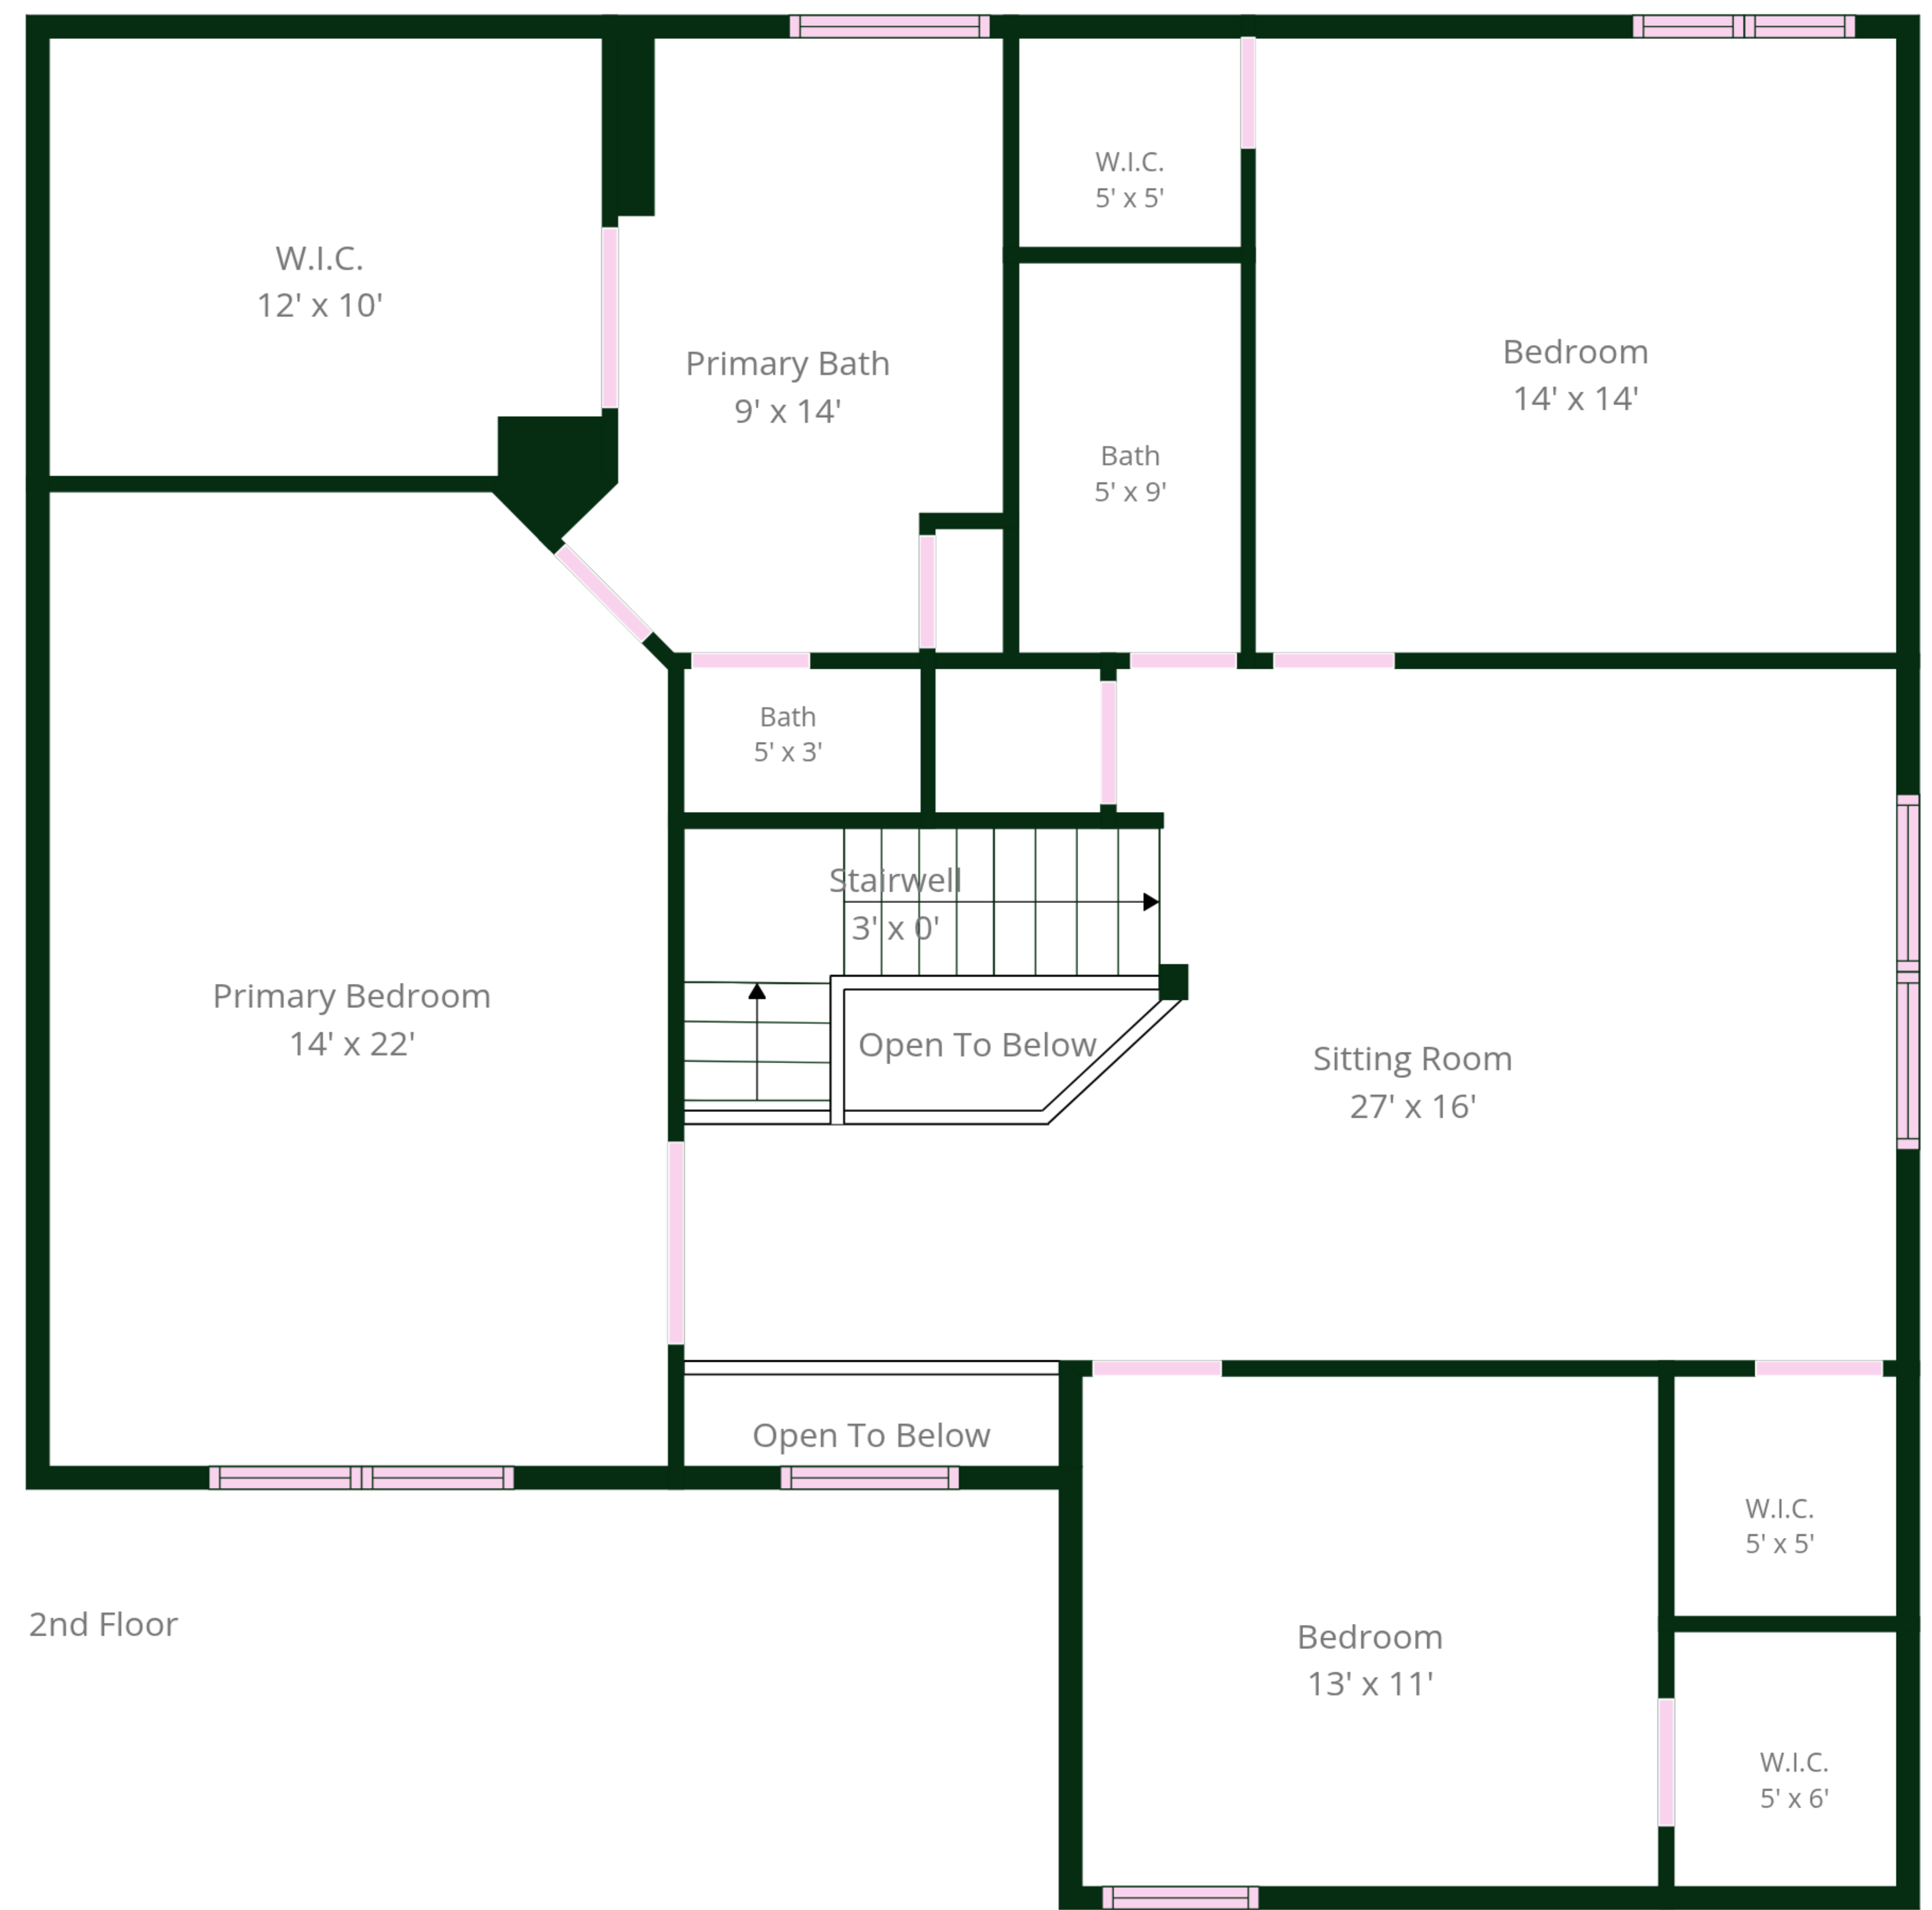 W.I.C.
12' x 10'
Primary Bath
9' x 14'
W.I.C.
5' x 5'
Bedroom
14' x 14'
Bath
5' x 9'
Bath
5' x 3'
Stairwell
3' x 0'
Primary Bedroom
14' x 22'
Open To Below
Sitting Room
27' x 16'
Open To Below
W.I.C.
5' x 5'
2nd Floor
Bedroom
13' x 11'
W.I.C.
5' x 6'